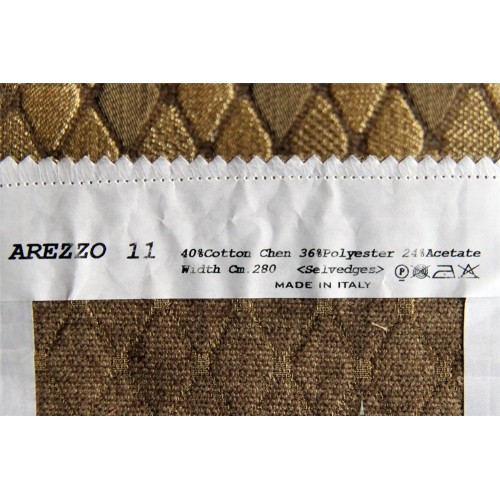 AREZZO 11
40%Cotton Chen 36%Polyester 24%Acetate
Width Cm.280 <Selvedges> P
MADE IN ITALY